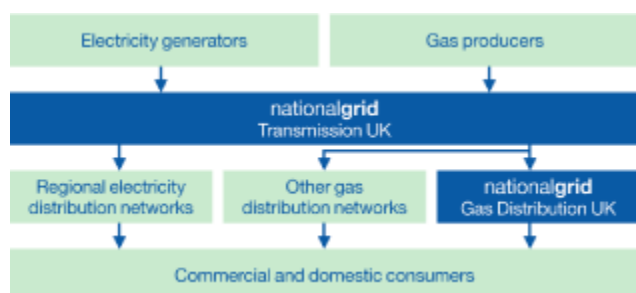 Electricity generators
Gas producers
nationalgrid
Transmission UK
Regional electricity
distribution networks
Other gas
distribution networks
nationalgrid
Gas Distribution UK
Commercial and domestic consumers